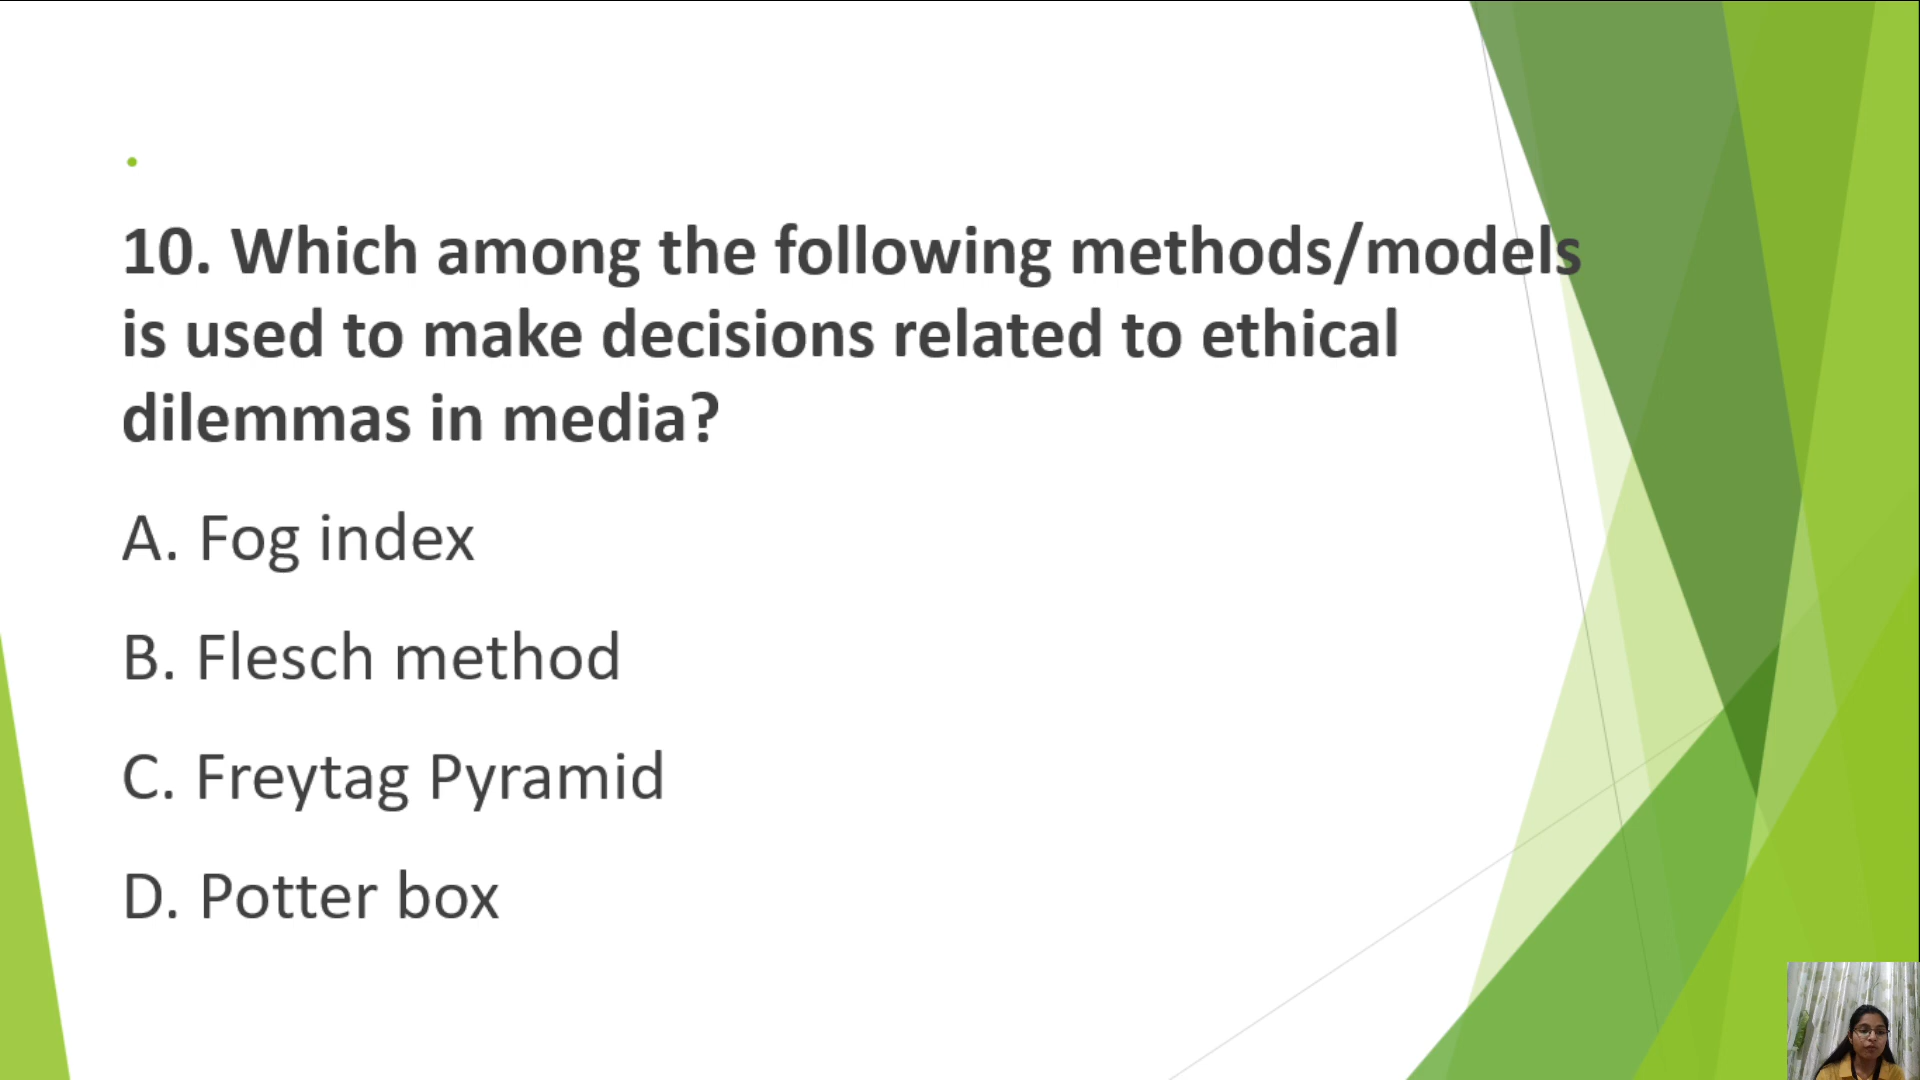 10. Which among the following methods/models
is used to make decisions related to ethical
dilemmas in media?
A. Fog index
B. Flesch method
C. Freytag Pyramid
D. Potter box